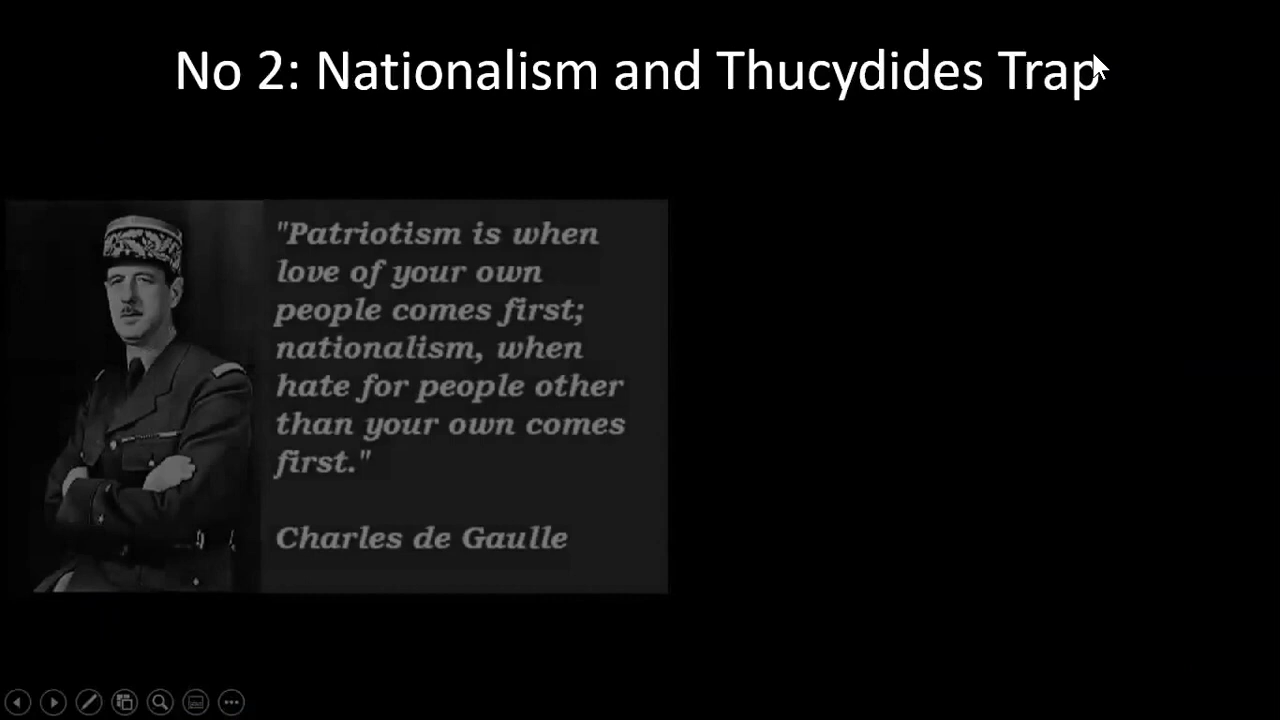 No 2: Nationalism and Thucydides Trap
"Patriotism is when
love of your own
people comes first;
nationalism, when
hate for people other
than your own comes
first."
Charles de Gaulle